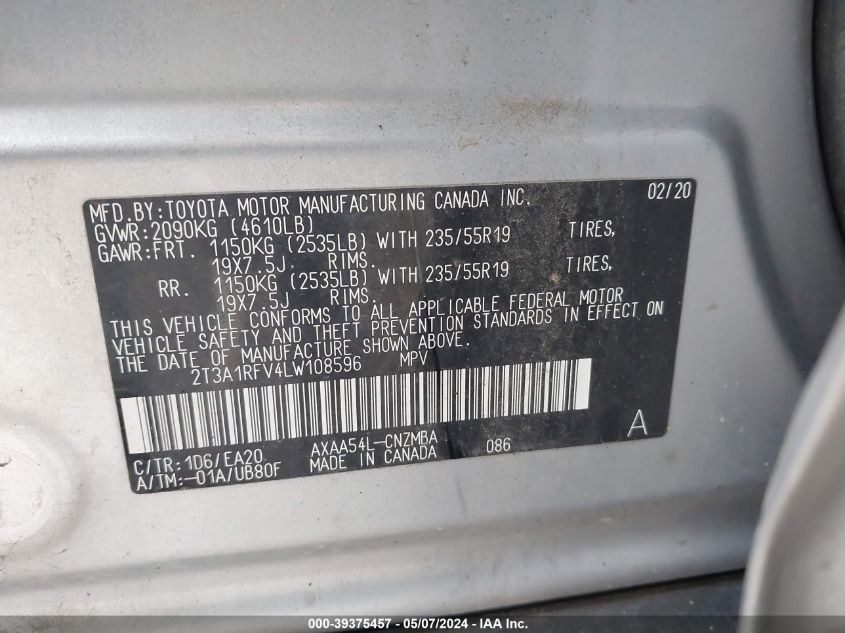 MFD.BY:TOYOTA MOTOR MANUFACTURING CANADA INC. 02/20
GVWR:2090KG (4610LB)
GAWR:FRT. 1150KG (2535LB) WITH 235/55R19 TIRES,
19X7.5J. RIMS.
RR. 1150KG (2535LB) WITH 235/55R19 TIRES,
19X7.5J RIMS.
THIS VEHICLE CONFORMS TO ALL APPLICABLE FEDERAL MOTOR
VEHICLE SAFETY AND THEFT PREVENTION STANDARDS IN EFFECT ON
THE DATE OF MANUFACTURE SHOWN ABOVE.
2T3A1RFV4LW108596 MPV
A
C/TR:1D6/EA20 AXAA54L-CNZMBA 086
A/TM:-01A/UB80F MADE IN CANADA
000-39375457 - 05/07/2024 - www.iaai.com